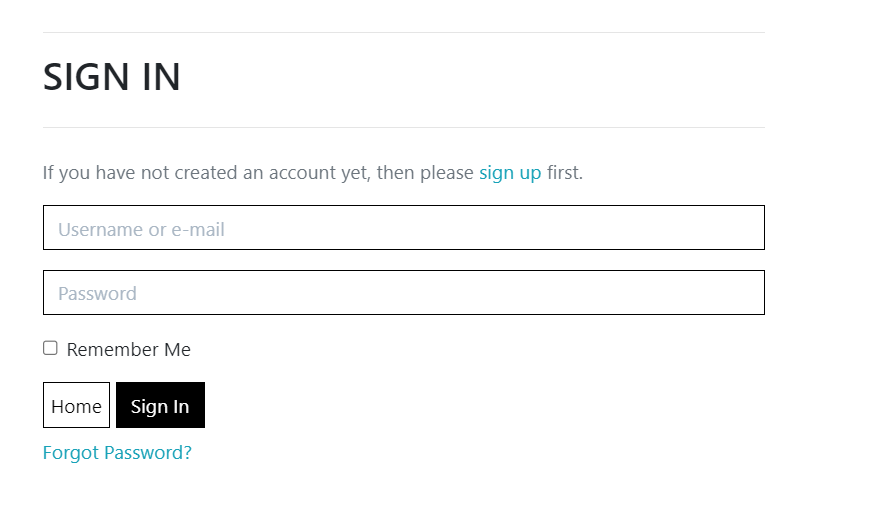 SIGN IN
If you have not created an account yet, then please sign up first.
Username or e-mail
Password
Remember Me
Home Sign In
Forgot Password?